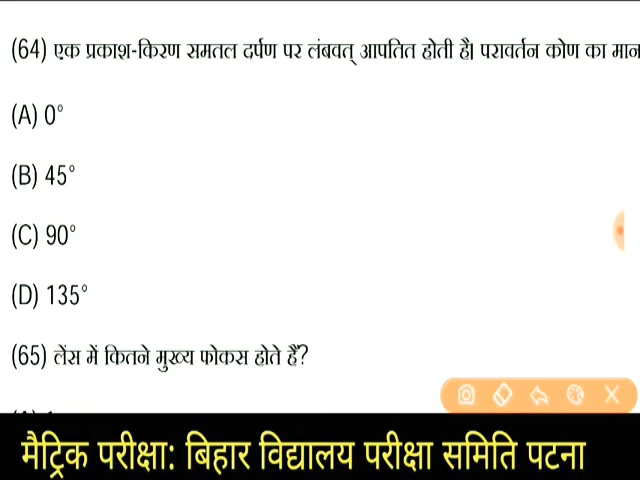 (64) एक प्रकाश-किरण समतल दर्पण पर लंबवत् आपतित होती है। परावर्तन कोण का मान
(A) 0°
(B) 45°
(C) 90°
(D) 135°
(65) लेंस में कितने मुख्य फोकस होते हैं?
मैट्रिक परीक्षा: बिहार विद्यालय परीक्षा समिति पटना